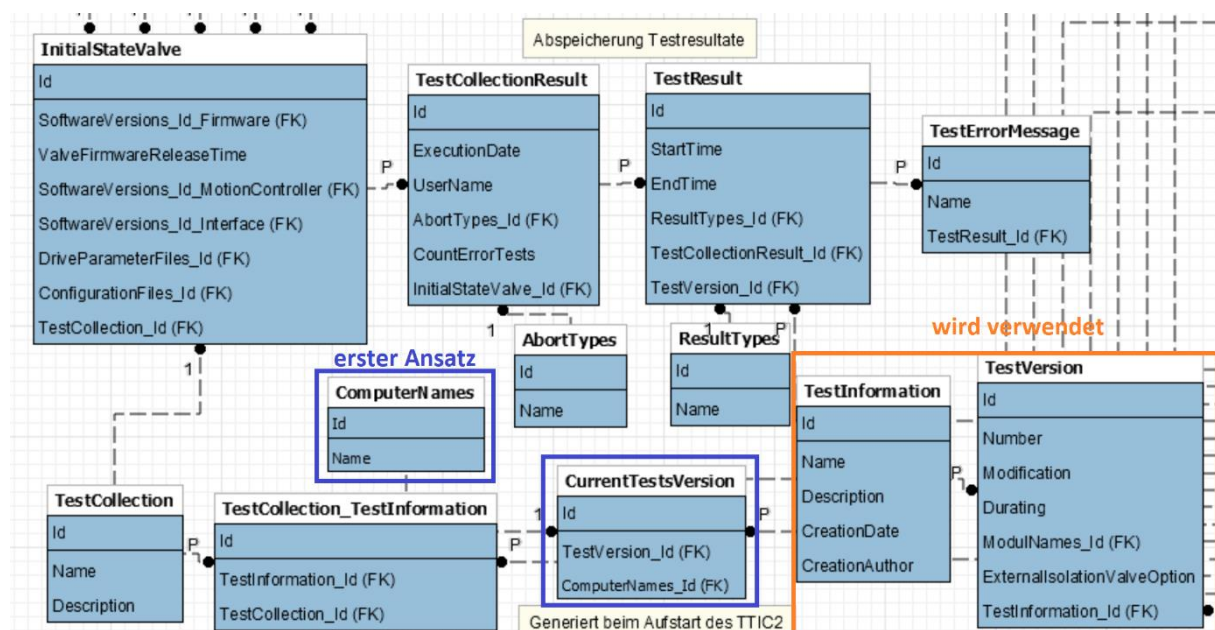 1
1
1
InitialStateValve
Id
SoftwareVersions_Id_Firmware (FK)
ValveFirmwareReleaseTime
SoftwareVersions_Id_MotionController (FK)
SoftwareVersions_Id_Interface (FK)
DriveParameterFiles_Id (FK)
ConfigurationFiles_Id (FK)
TestCollection_Id (FK)
1
P
Abspeicherung Testresultate
TestCollectionResult
Id
ExecutionDate
UserName
AbortTypes_Id (FK)
CountErrorTests
InitialStateValve_Id (FK)
1
P
TestResult
Id
StartTime
EndTime
ResultTypes_Id (FK)
TestCollectionResult_Id (FK)
TestVersion_Id (FK)
1
P
P
TestErrorMessage
Id
Name
TestResult_Id (FK)
AbortTypes
Id
Name
ResultTypes
Id
Name
erster Ansatz
ComputerNames
Id
Name
wird verwendet
TestInformation
Id
Name
Description
CreationDate
CreationAuthor
P
TestVersion
Id
Number
Modification
Durating
ModulNames_Id (FK)
ExternalIsolationValveOption
TestInformation_Id (FK)
TestCollection
Id
Name
Description
P
TestCollection_TestInformation
Id
TestInformation_Id (FK)
TestCollection_Id (FK)
P
1
CurrentTestsVersion
Id
TestVersion_Id (FK)
ComputerNames_Id (FK)
P
Generiert beim Aufstart des TTIC2